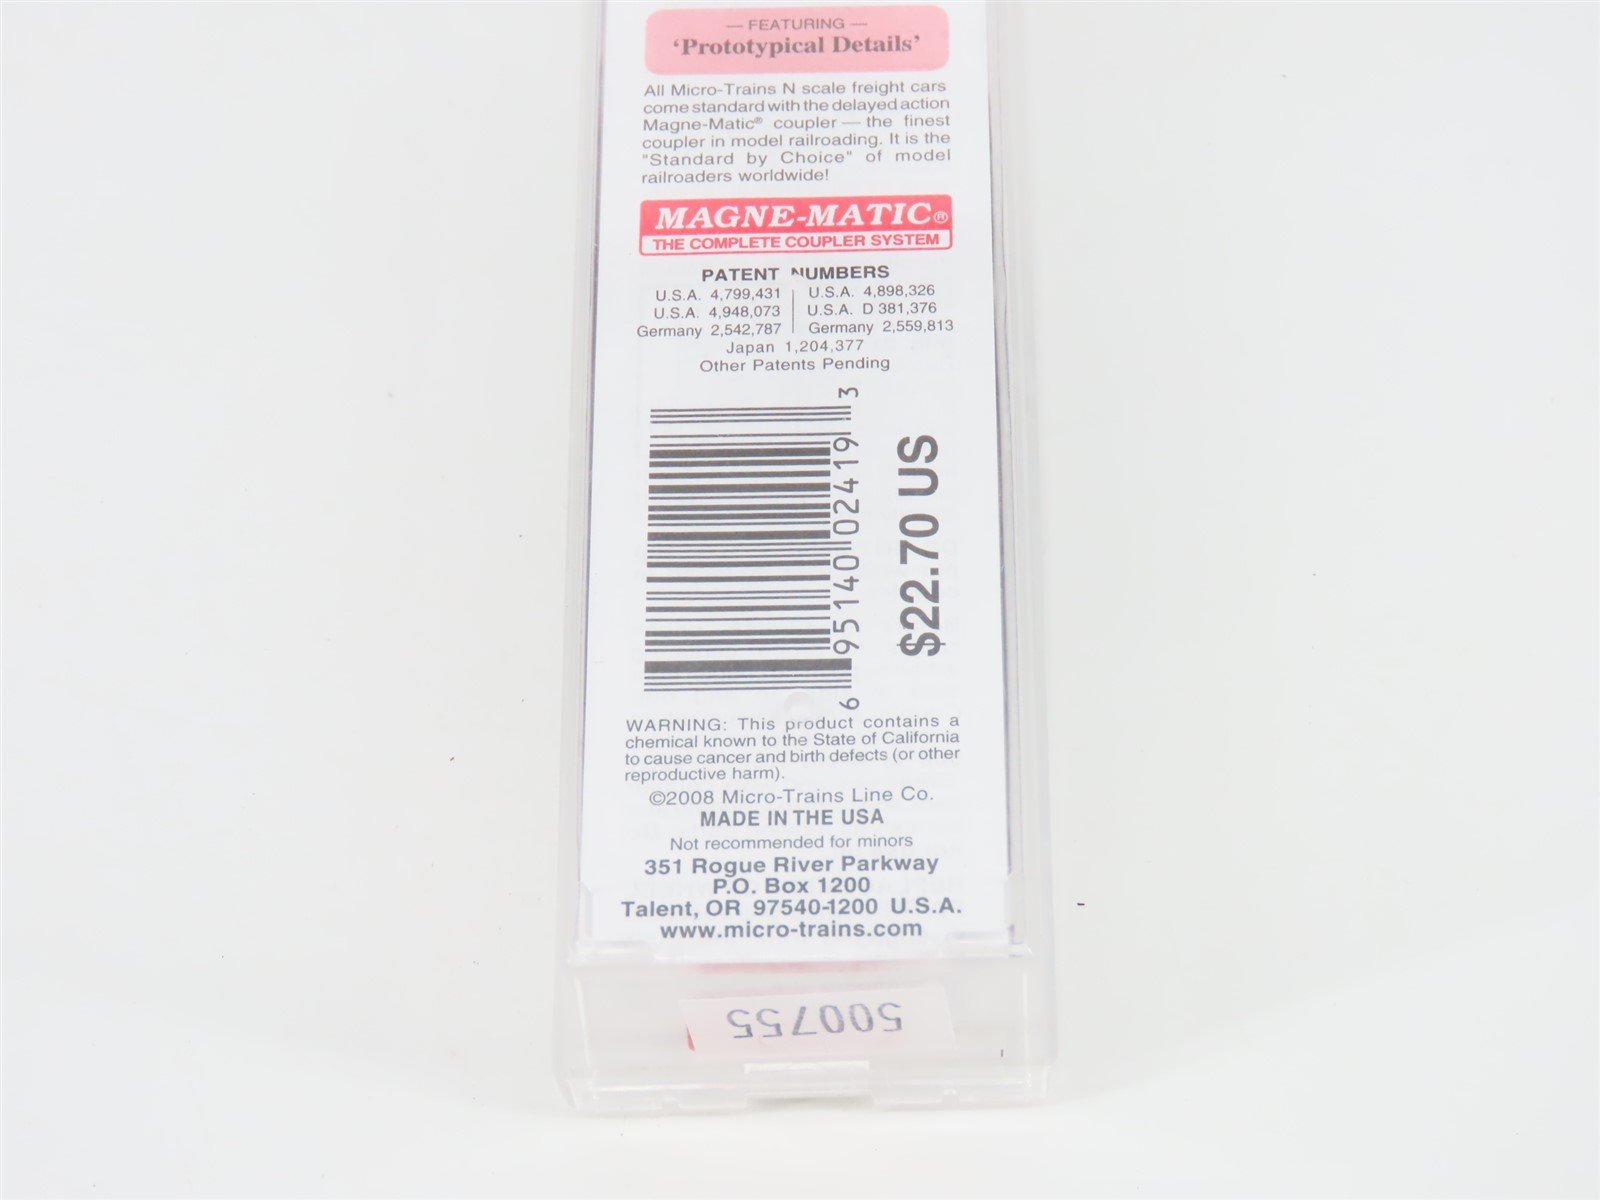 — FEATURING —
‘Prototypical Details’
All Micro-Trains N scale freight cars
come standard with the delayed action
Magne-Matic® coupler — the finest
coupler in model railroading. It is the
"Standard by Choice" of model
railroaders worldwide!
MAGNE-MATIC®
THE COMPLETE COUPLER SYSTEM
PATENT NUMBERS
U.S.A. 4,799,431 U.S.A. 4,898,326
U.S.A. 4,948,073 U.S.A. D 381,376
Germany 2,542,787 Germany 2,559,813
Japan 1,204,377
Other Patents Pending
6 95140 02419 3
$22.70 US
WARNING: This product contains a
chemical known to the State of California
to cause cancer and birth defects (or other
reproductive harm).
©2008 Micro-Trains Line Co.
MADE IN THE USA
Not recommended for minors
351 Rogue River Parkway
P.O. Box 1200
Talent, OR 97540-1200 U.S.A.
www.micro-trains.com
500755